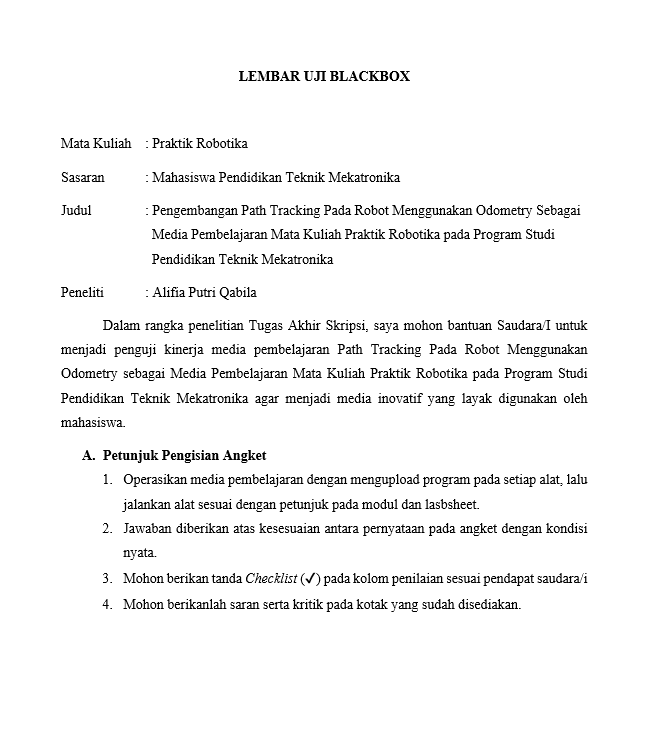 LEMBAR UJI BLACKBOX
Mata Kuliah : Praktik Robotika
Sasaran : Mahasiswa Pendidikan Teknik Mekatronika
Judul : Pengembangan Path Tracking Pada Robot Menggunakan Odometry Sebagai
Media Pembelajaran Mata Kuliah Praktik Robotika pada Program Studi
Pendidikan Teknik Mekatronika
Peneliti : Alifia Putri Qabila
Dalam rangka penelitian Tugas Akhir Skripsi, saya mohon bantuan Saudara/I untuk
menjadi penguji kinerja media pembelajaran Path Tracking Pada Robot Menggunakan
Odometry sebagai Media Pembelajaran Mata Kuliah Praktik Robotika pada Program Studi
Pendidikan Teknik Mekatronika agar menjadi media inovatif yang layak digunakan oleh
mahasiswa.
A. Petunjuk Pengisian Angket
1. Operasikan media pembelajaran dengan mengupload program pada setiap alat, lalu
jalankan alat sesuai dengan petunjuk pada modul dan lasbsheet.
2. Jawaban diberikan atas kesesuaian antara pernyataan pada angket dengan kondisi
nyata.
3. Mohon berikan tanda Checklist (✓) pada kolom penilaian sesuai pendapat saudara/i
4. Mohon berikanlah saran serta kritik pada kotak yang sudah disediakan.